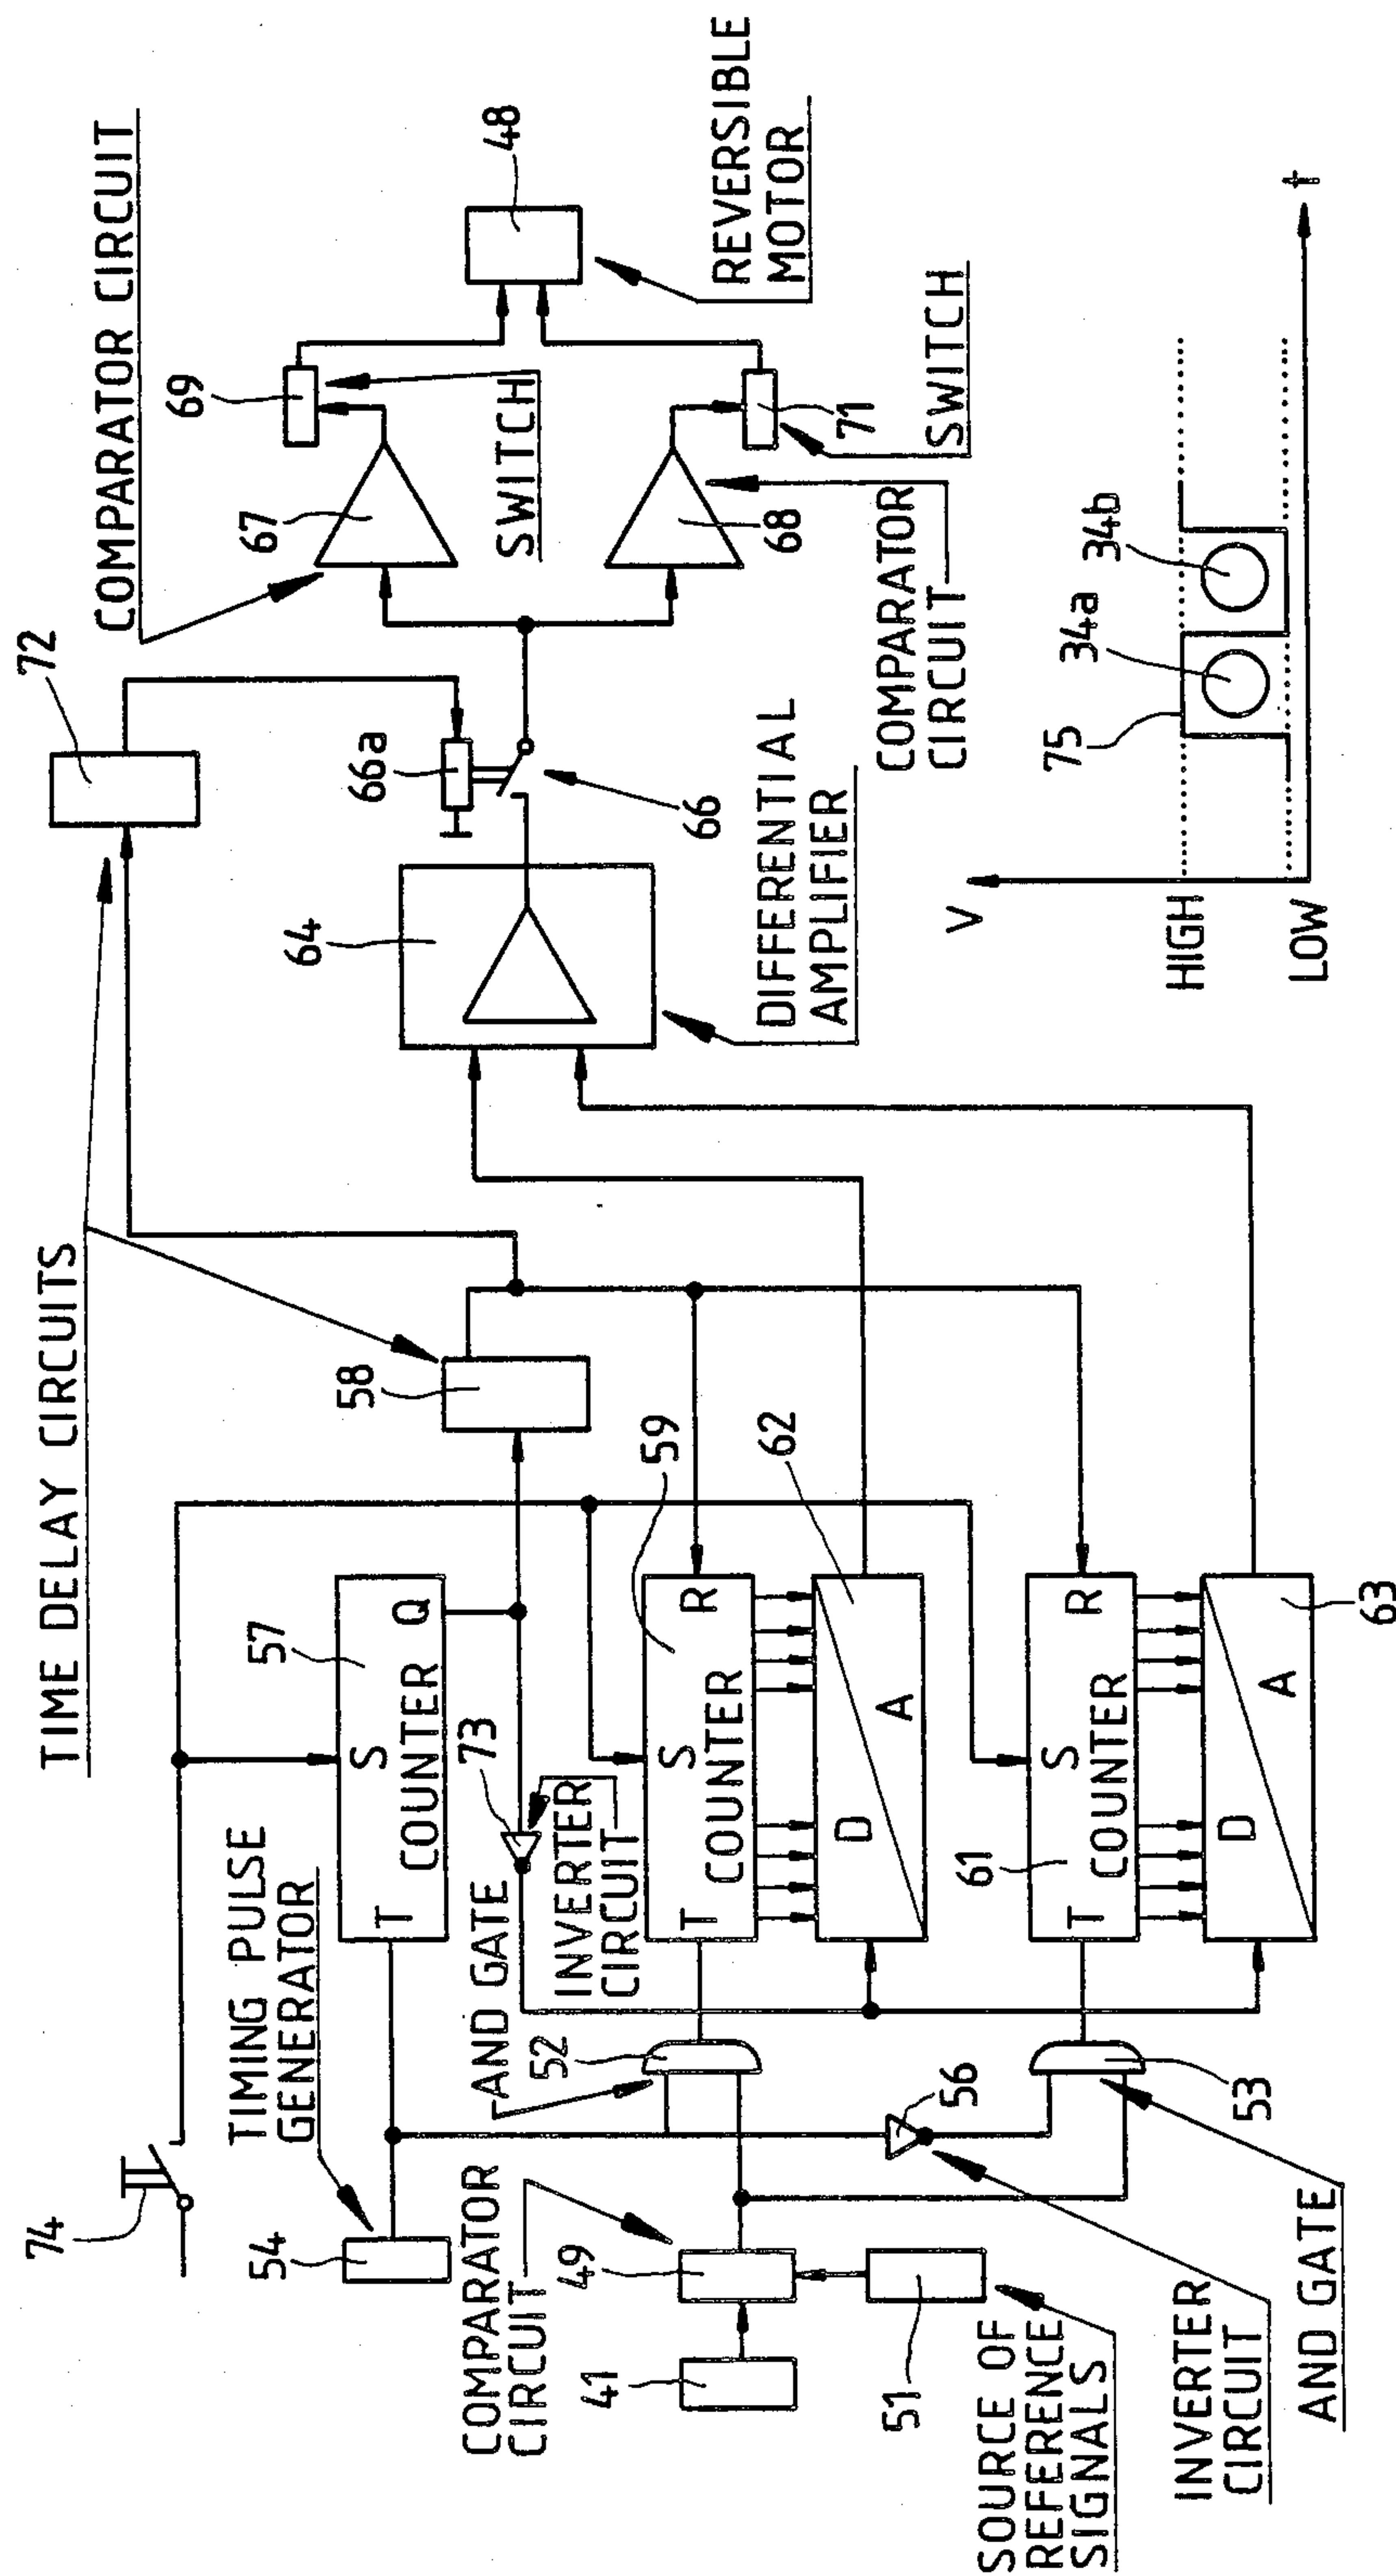 TIME DELAY CIRCUITS
COMPARATOR CIRCUIT
72
74
TIMING PULSE
GENERATOR
54
57
S
T
COUNTER
Q
58
64
66a
66
67
69
SWITCH
48
REVERSIBLE
MOTOR
73
INVERTER
CIRCUIT
AND GATE
52
COMPARATOR
CIRCUIT
49
41
51
SOURCE OF
REFERENCE
SIGNALS
59
S
T
COUNTER
R
62
D
A
DIFFERENTIAL
AMPLIFIER
68
71
SWITCH
COMPARATOR
CIRCUIT
56
INVERTER
CIRCUIT
53
AND GATE
61
S
T
COUNTER
R
D
A
63
V
HIGH
LOW
75
34a
34b
t